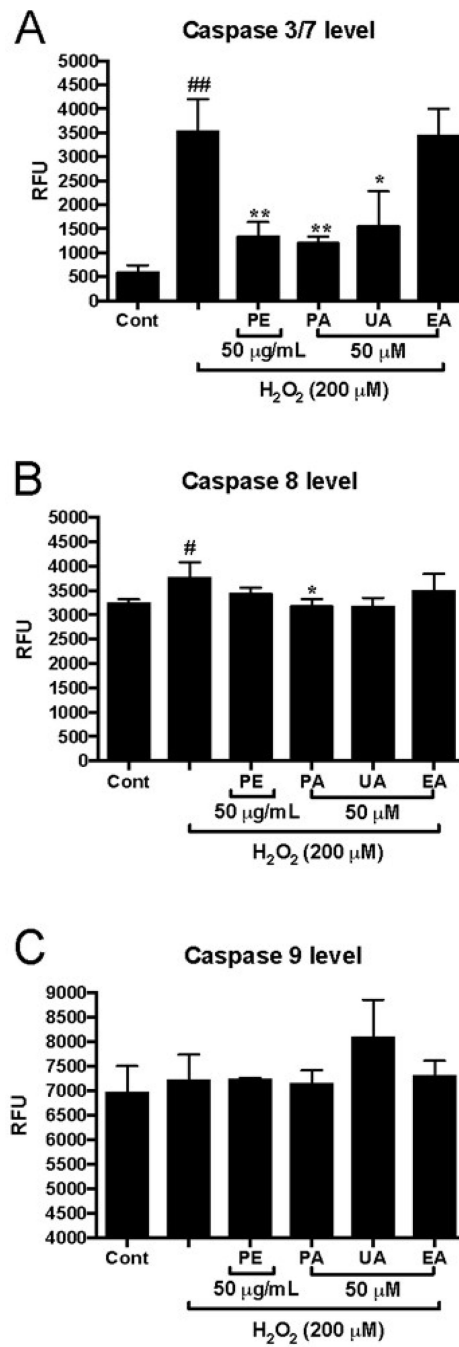 A
Caspase 3/7 level
5000
4500
4000
3500
3000
2500
2000
1500
1000
500
0
RFU
##
**
**
*
Cont PE PA UA EA
50 μg/mL 50 μM
H₂O₂ (200 μM)
B
Caspase 8 level
5000
4500
4000
3500
3000
2500
2000
1500
1000
500
0
RFU
#
*
Cont PE PA UA EA
50 μg/mL 50 μM
H₂O₂ (200 μM)
C
Caspase 9 level
9000
8500
8000
7500
7000
6500
6000
5500
5000
4500
4000
RFU
Cont PE PA UA EA
50 μg/mL 50 μM
H₂O₂ (200 μM)